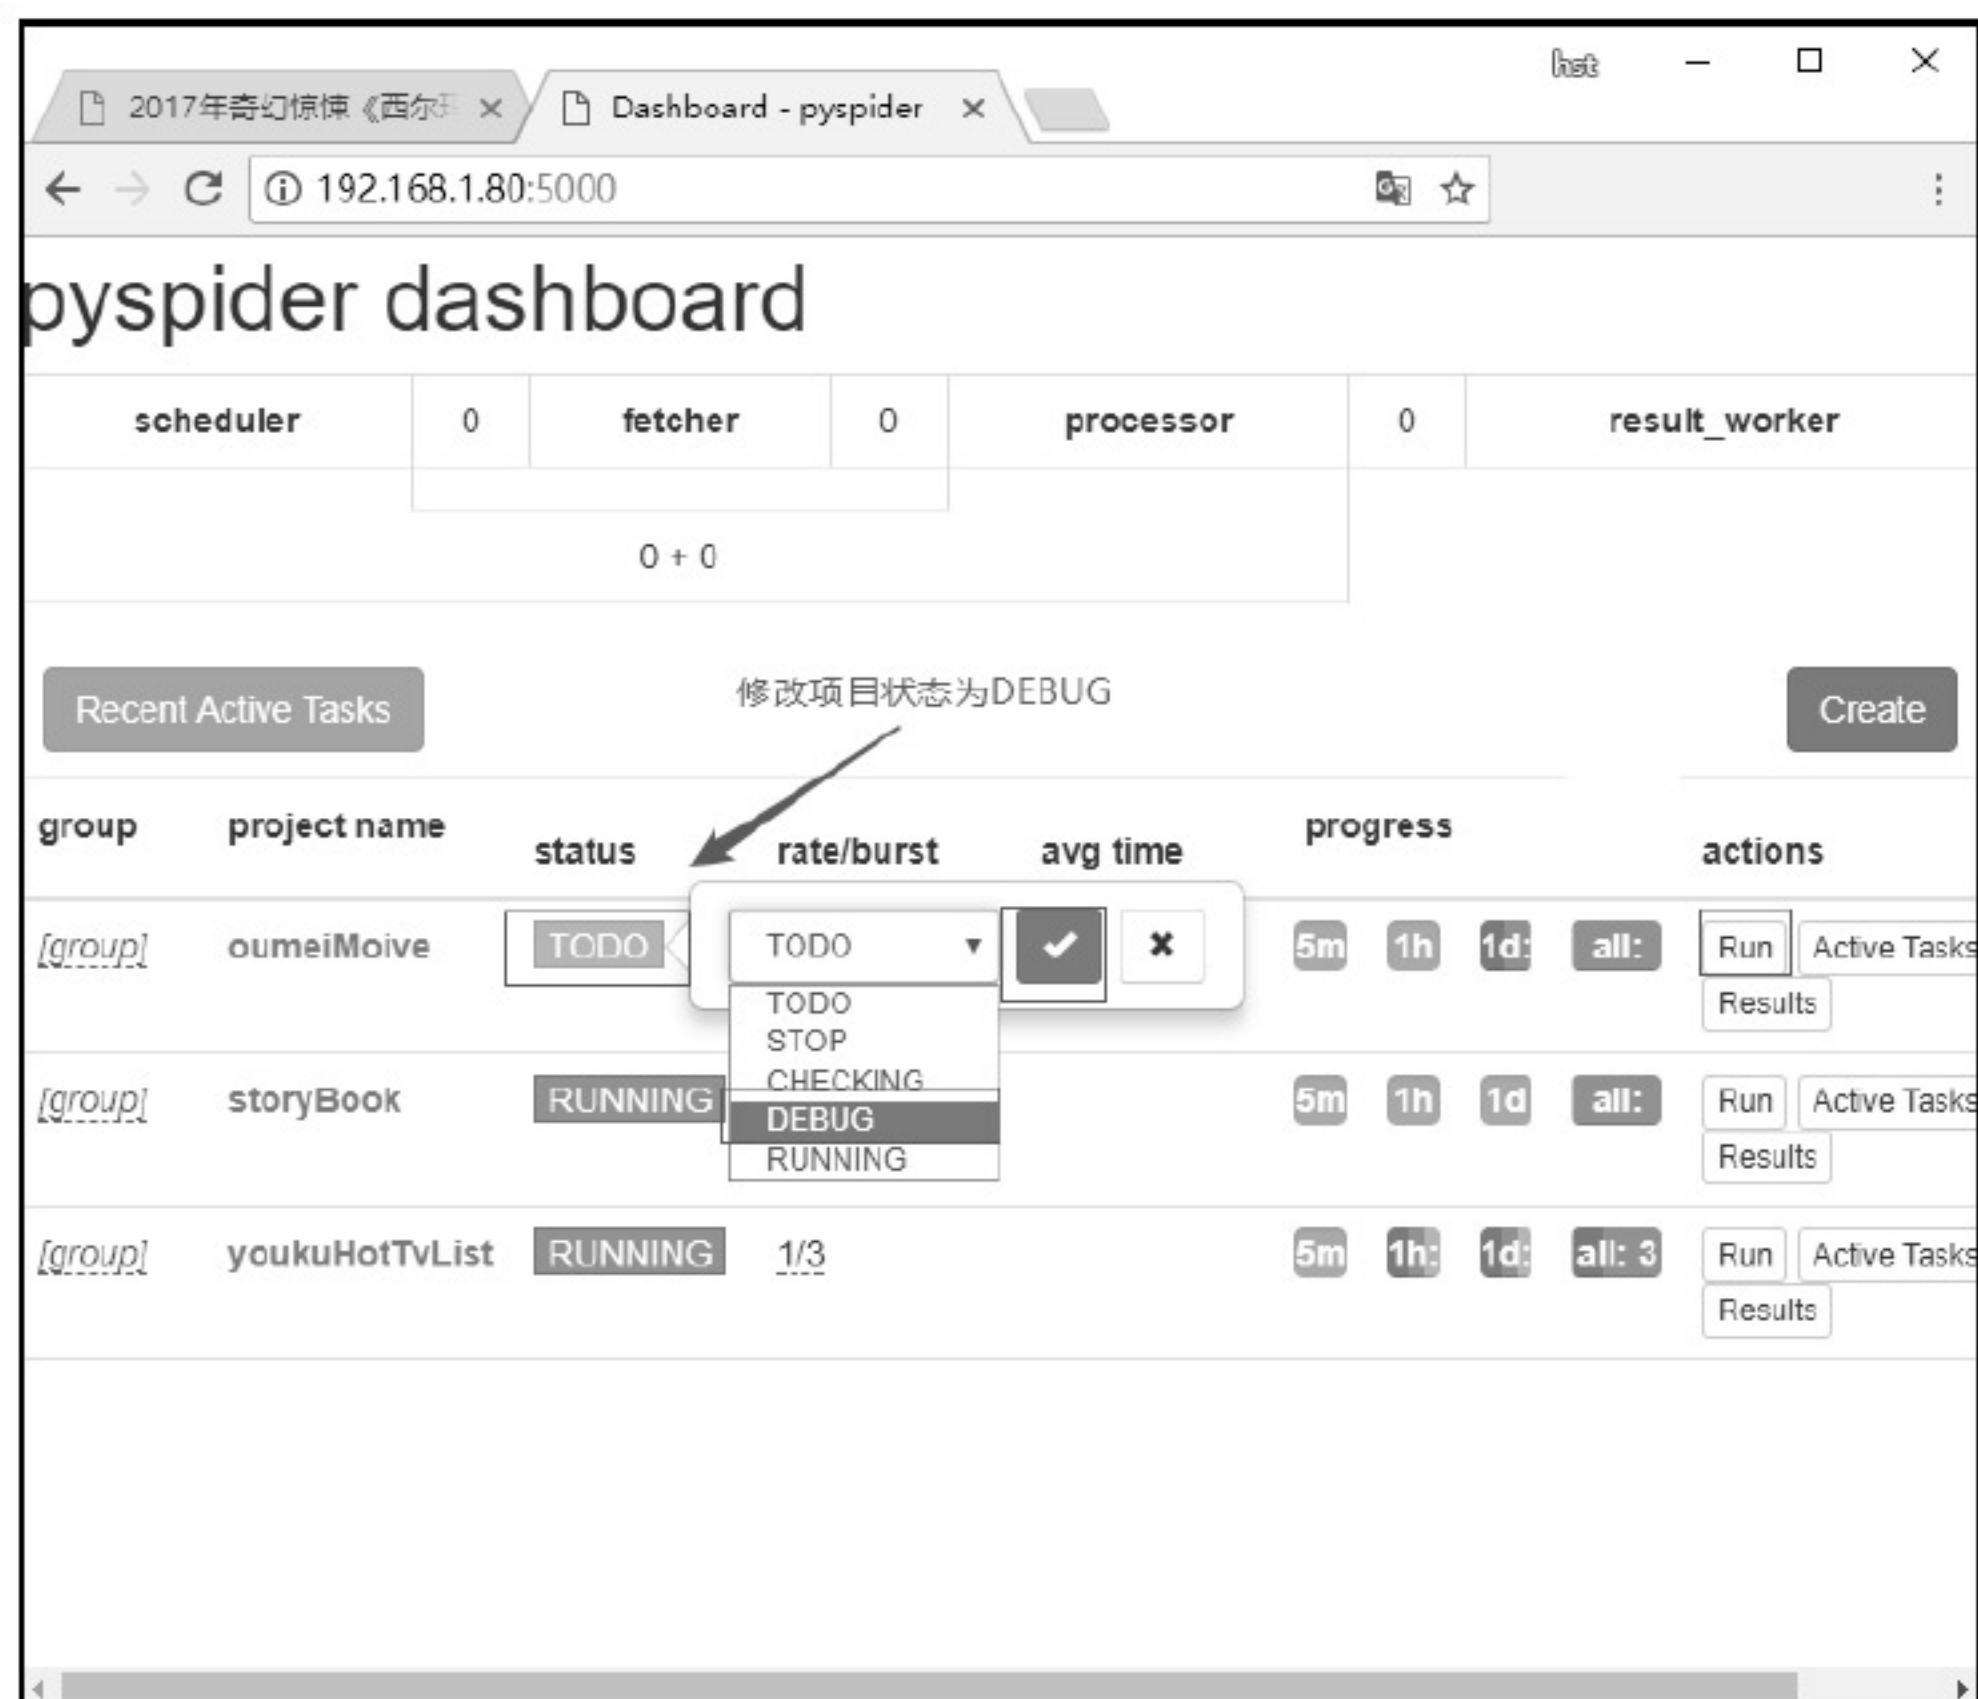 hst
2017年奇幻惊悚《西尔 Dashboard - pyspider
192.168.1.80:5000
pyspider dashboard
scheduler 0 fetcher 0 processor 0 result_worker
0 + 0
Recent Active Tasks 修改项目状态为DEBUG Create
group project name status rate/burst avg time progress actions
[group] oumeiMoive TODO TODO 5m 1h 1d: all: Run Active Tasks
Results
TODO
STOP
CHECKING
DEBUG
RUNNING
[group] storyBook RUNNING 5m 1h 1d all: Run Active Tasks
Results
[group] youkuHotTvList RUNNING 1/3 5m 1h: 1d: all: 3 Run Active Tasks
Results